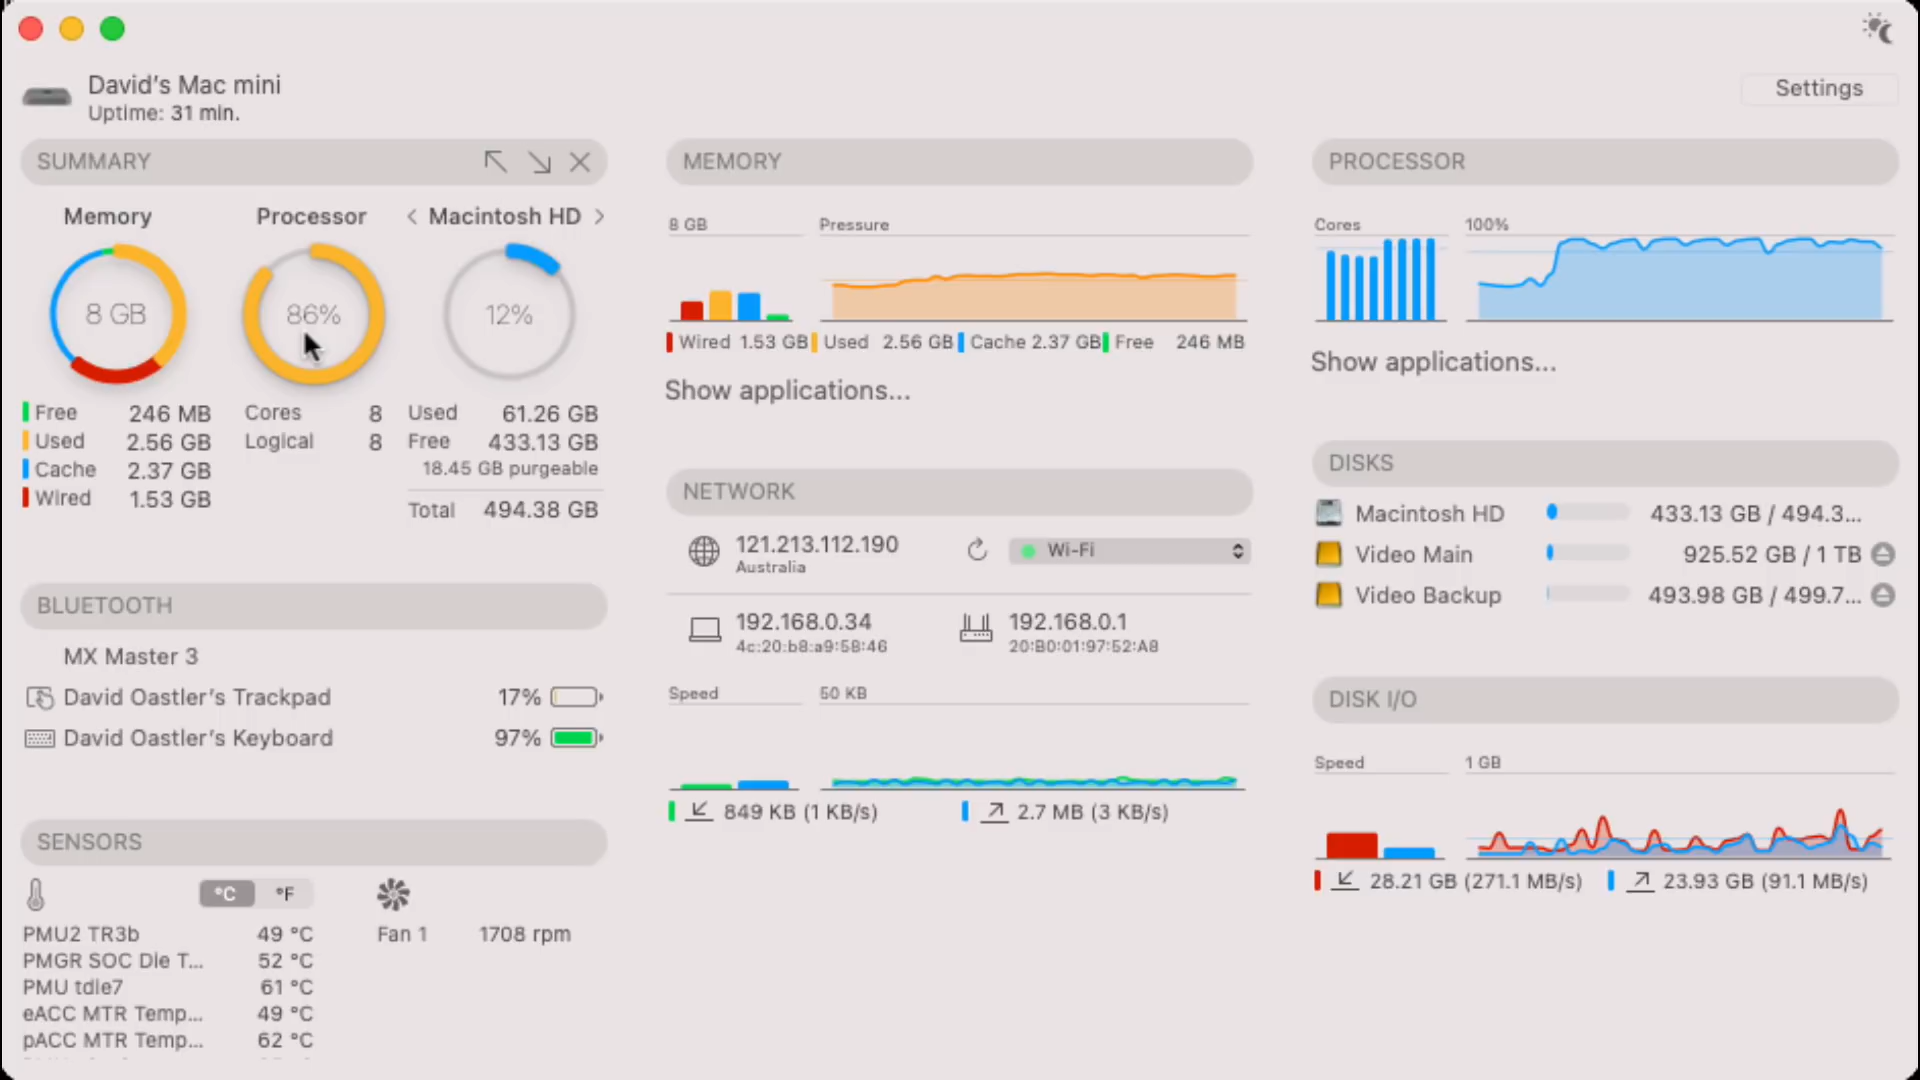 David's Mac mini
Uptime: 31 min.
Settings
SUMMARY
Memory
Processor
Macintosh HD
8 GB
86%
12%
Free 246 MB
Used 2.56 GB
Cache 2.37 GB
Wired 1.53 GB
Cores 8
Logical 8
Used 61.26 GB
Free 433.13 GB
18.45 GB purgeable
Total 494.38 GB
BLUETOOTH
MX Master 3
David Oastler's Trackpad 17%
David Oastler's Keyboard 97%
SENSORS
°C °F
PMU2 TR3b 49 °C
PMGR SOC Die T... 52 °C
PMU tdie7 61 °C
eACC MTR Temp... 49 °C
pACC MTR Temp... 62 °C
Fan 1 1708 rpm
MEMORY
8 GB
Pressure
Wired 1.53 GB Used 2.56 GB Cache 2.37 GB Free 246 MB
Show applications...
NETWORK
121.213.112.190
Australia
Wi-Fi
192.168.0.34
4c:20:b8:a9:5B:46
192.168.0.1
20:B0:01:97:52:A8
Speed
50 KB
849 KB (1 KB/s)
2.7 MB (3 KB/s)
PROCESSOR
Cores
100%
Show applications...
DISKS
Macintosh HD 433.13 GB / 494.3...
Video Main 925.52 GB / 1 TB
Video Backup 493.98 GB / 499.7...
DISK I/O
Speed
1 GB
28.21 GB (271.1 MB/s)
23.93 GB (91.1 MB/s)